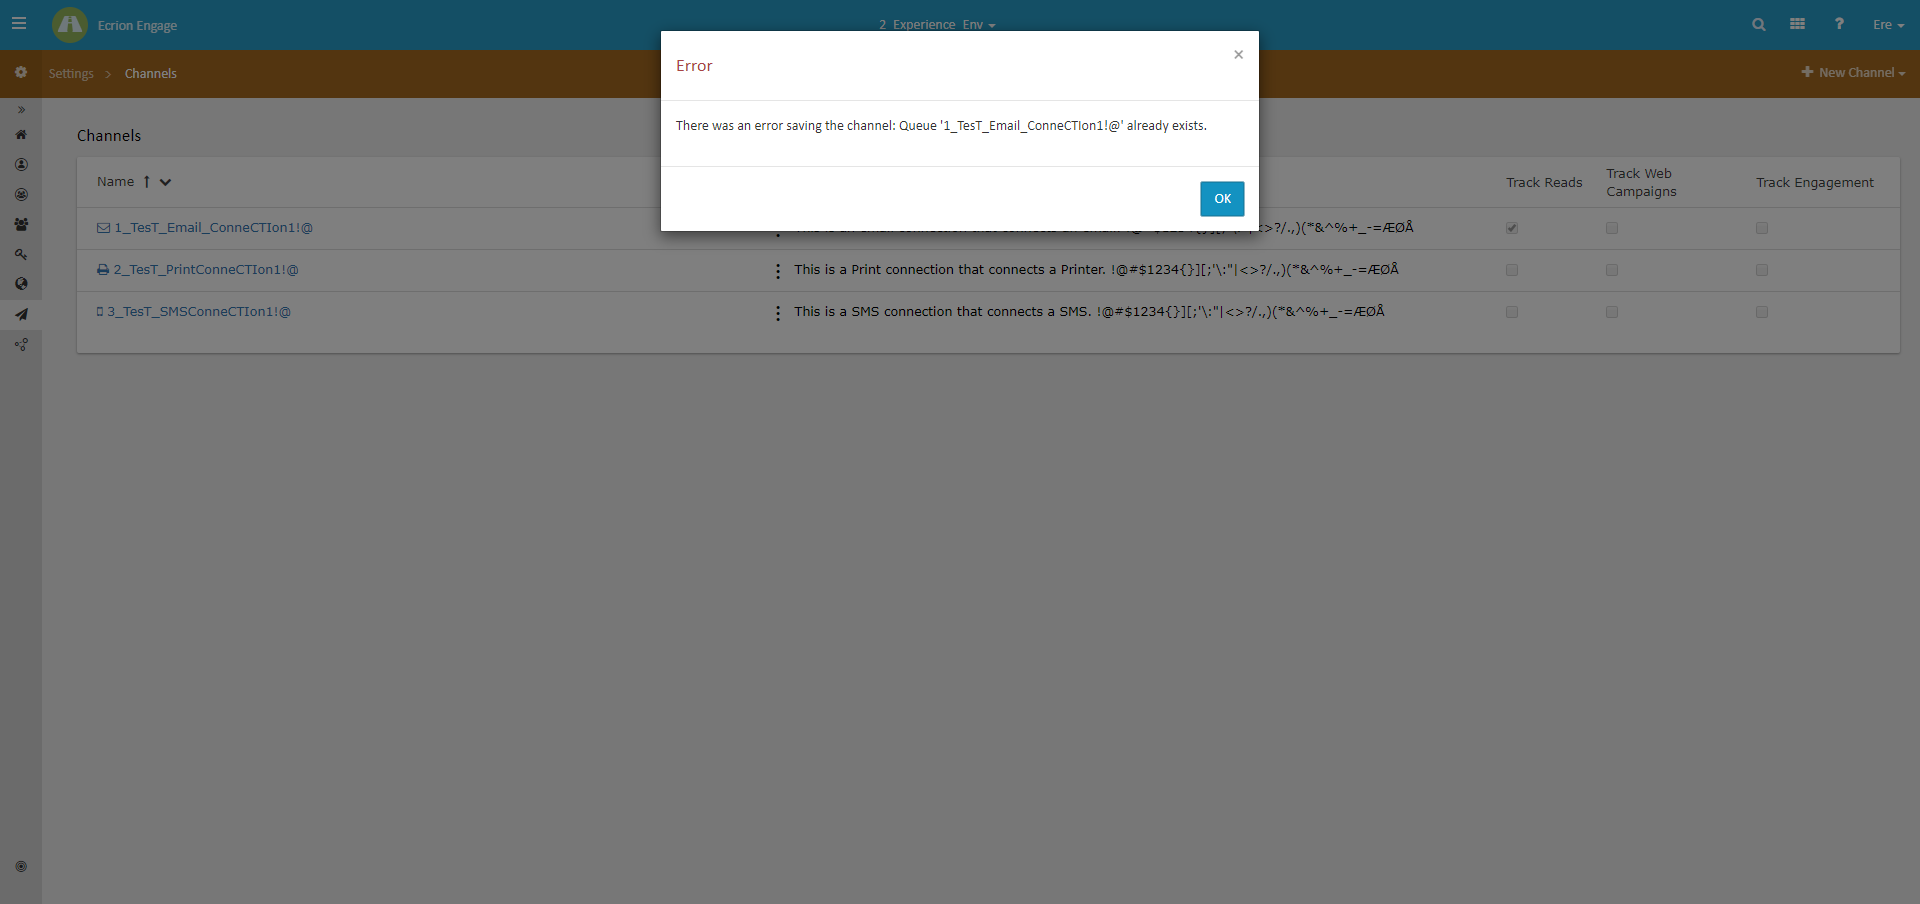 Ecrion Engage
2_Experience_Env
?
Ere
Settings > Channels
New Channel
Error
×
There was an error saving the channel: Queue '1_TesT_Email_ConneCTIon1!@' already exists.
OK
Channels
Name
Track Reads
Track Web
Campaigns
Track Engagement
1_TesT_Email_ConneCTIon1!@
<>?/.,)(*&^%+_-=ÆØÅ
2_TesT_PrintConneCTIon1!@
This is a Print connection that connects a Printer. !@#$1234{}][;'\:"|<>?/.,)(*&^%+_-=ÆØÅ
3_TesT_SMSConneCTIon1!@
This is a SMS connection that connects a SMS. !@#$1234{}][;'\:"|<>?/.,)(*&^%+_-=ÆØÅ